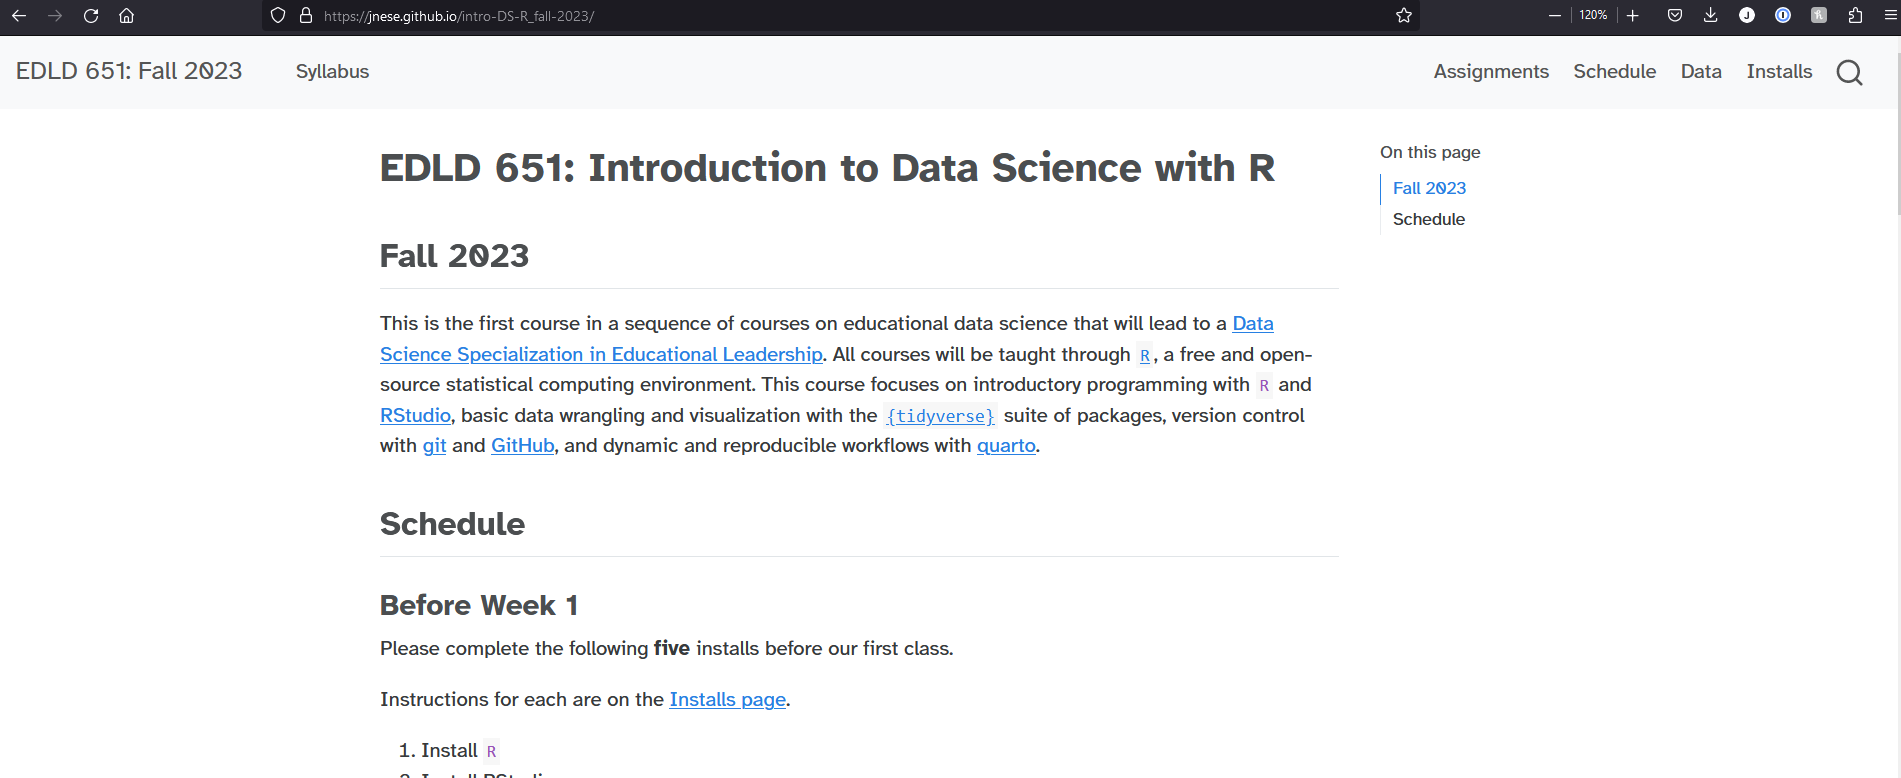 https://jnese.github.io/intro-DS-R_fall-2023/
120%
EDLD 651: Fall 2023
Syllabus
Assignments
Schedule
Data
Installs
EDLD 651: Introduction to Data Science with R
On this page
Fall 2023
Schedule
Fall 2023
This is the first course in a sequence of courses on educational data science that will lead to a Data
Science Specialization in Educational Leadership. All courses will be taught through R, a free and open-
source statistical computing environment. This course focuses on introductory programming with R and
RStudio, basic data wrangling and visualization with the {tidyverse} suite of packages, version control
with git and GitHub, and dynamic and reproducible workflows with quarto.
Schedule
Before Week 1
Please complete the following five installs before our first class.
Instructions for each are on the Installs page.
1. Install R
2. Install RStudio